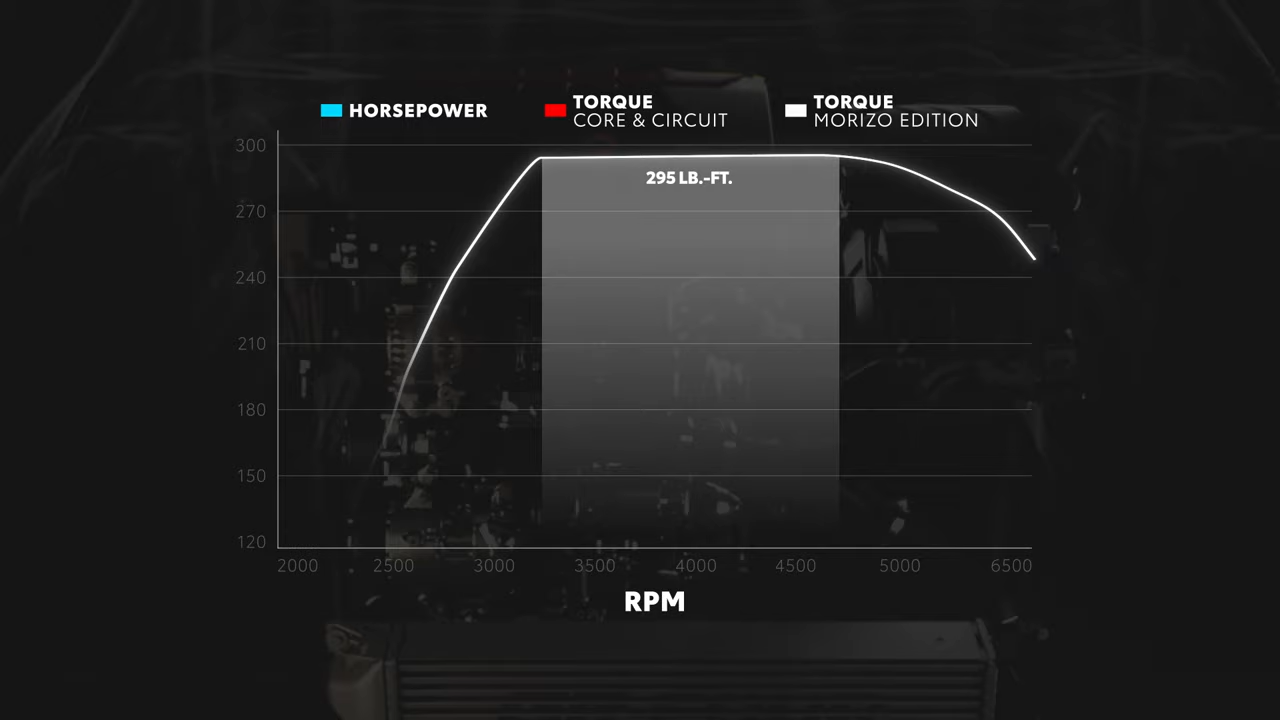 HORSEPOWER
TORQUE
CORE & CIRCUIT
TORQUE
MORIZO EDITION
300
295 LB.-FT.
270
240
210
180
150
120
2000 2500 3000 3500 4000 4500 5000 6500
RPM